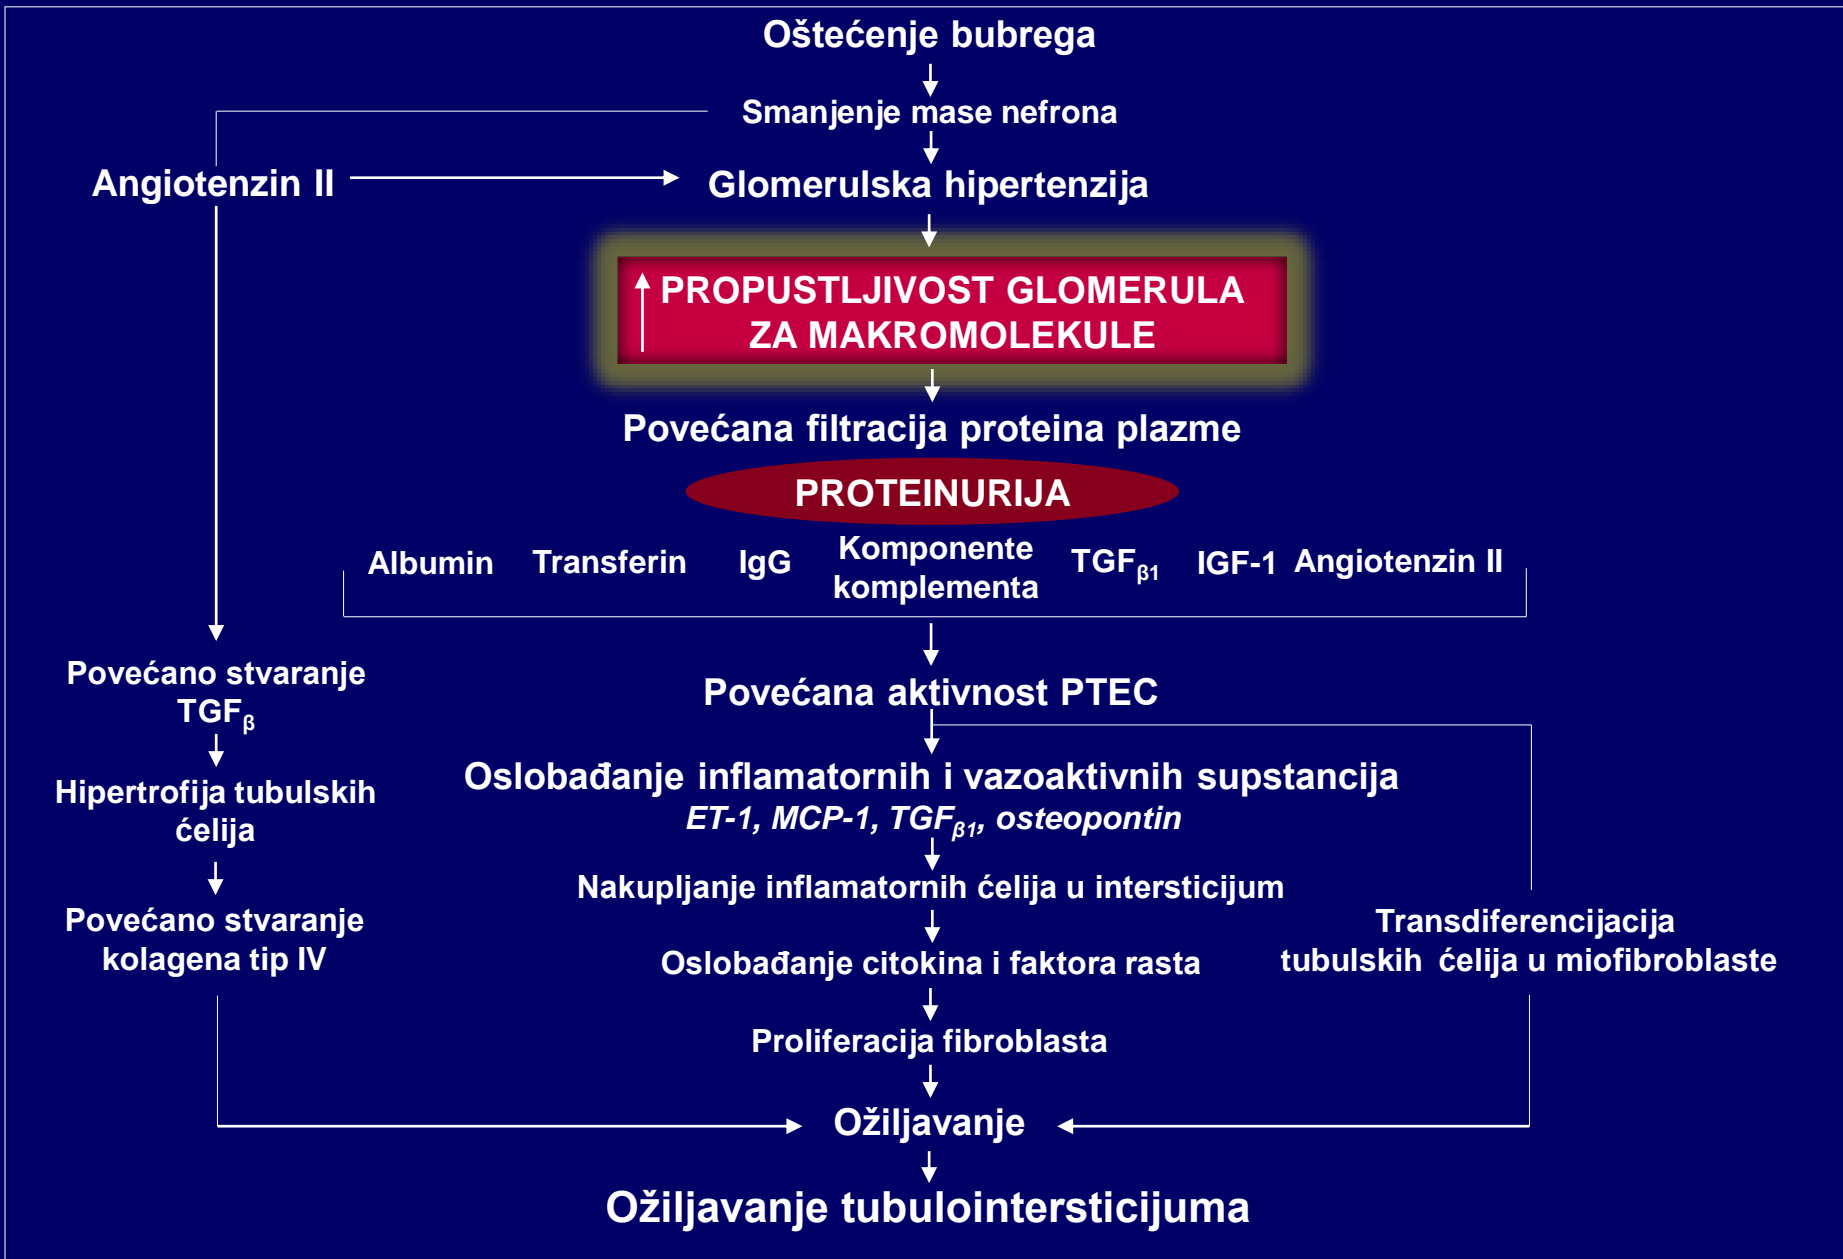 Oštećenje bubrega
Smanjenje mase nefrona
Angiotenzin II
Glomerulska hipertenzija
PROPUSTLJIVOST GLOMERULA
ZA MAKROMOLEKULE
Povećana filtracija proteina plazme
PROTEINURIJA
Albumin
Transferin
IgG
Komponente
komplementa
TGFβ1
IGF-1
Angiotenzin II
Povećano stvaranje
TGFβ
Povećana aktivnost PTEC
Oslobađanje inflamatornih i vazoaktivnih supstancija
ET-1, MCP-1, TGFβ1, osteopontin
Hipertrofija tubulskih
ćelija
Nakupljanje inflamatornih ćelija u intersticijum
Povećano stvaranje
kolagena tip IV
Oslobađanje citokina i faktora rasta
Transdiferencijacija
tubulskih ćelija u miofibroblaste
Proliferacija fibroblasta
Ožiljavanje
Ožiljavanje tubulointersticijuma